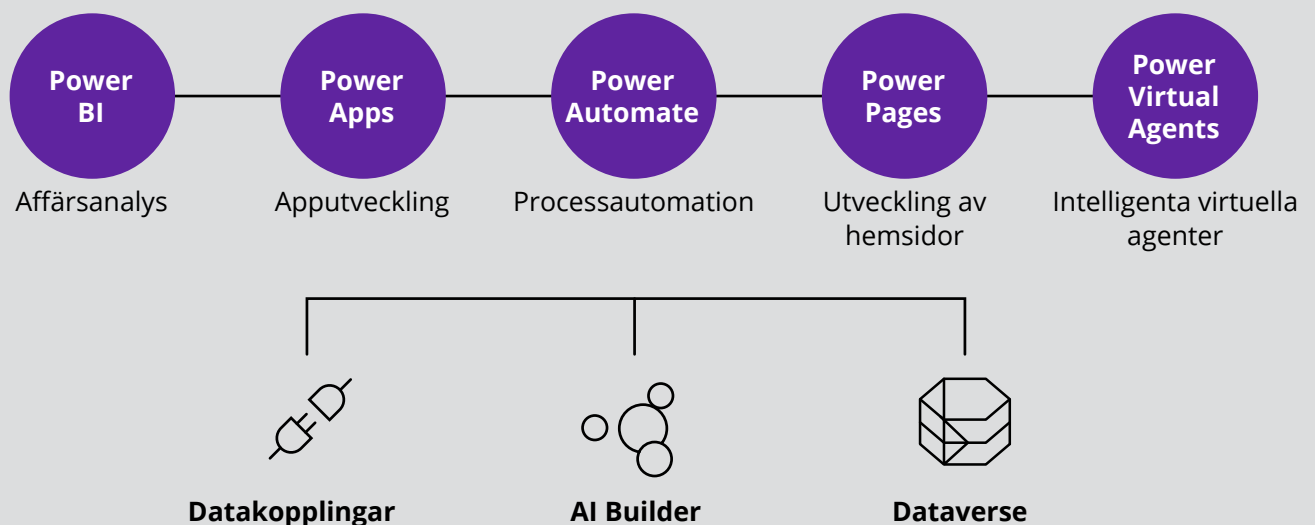 Power
BI
Power
Apps
Power
Automate
Power
Pages
Power
Virtual
Agents
Affärsanalys
Apputveckling
Processautomation
Utveckling av
hemsidor
Intelligenta virtuella
agenter
Datakopplingar
AI Builder
Dataverse